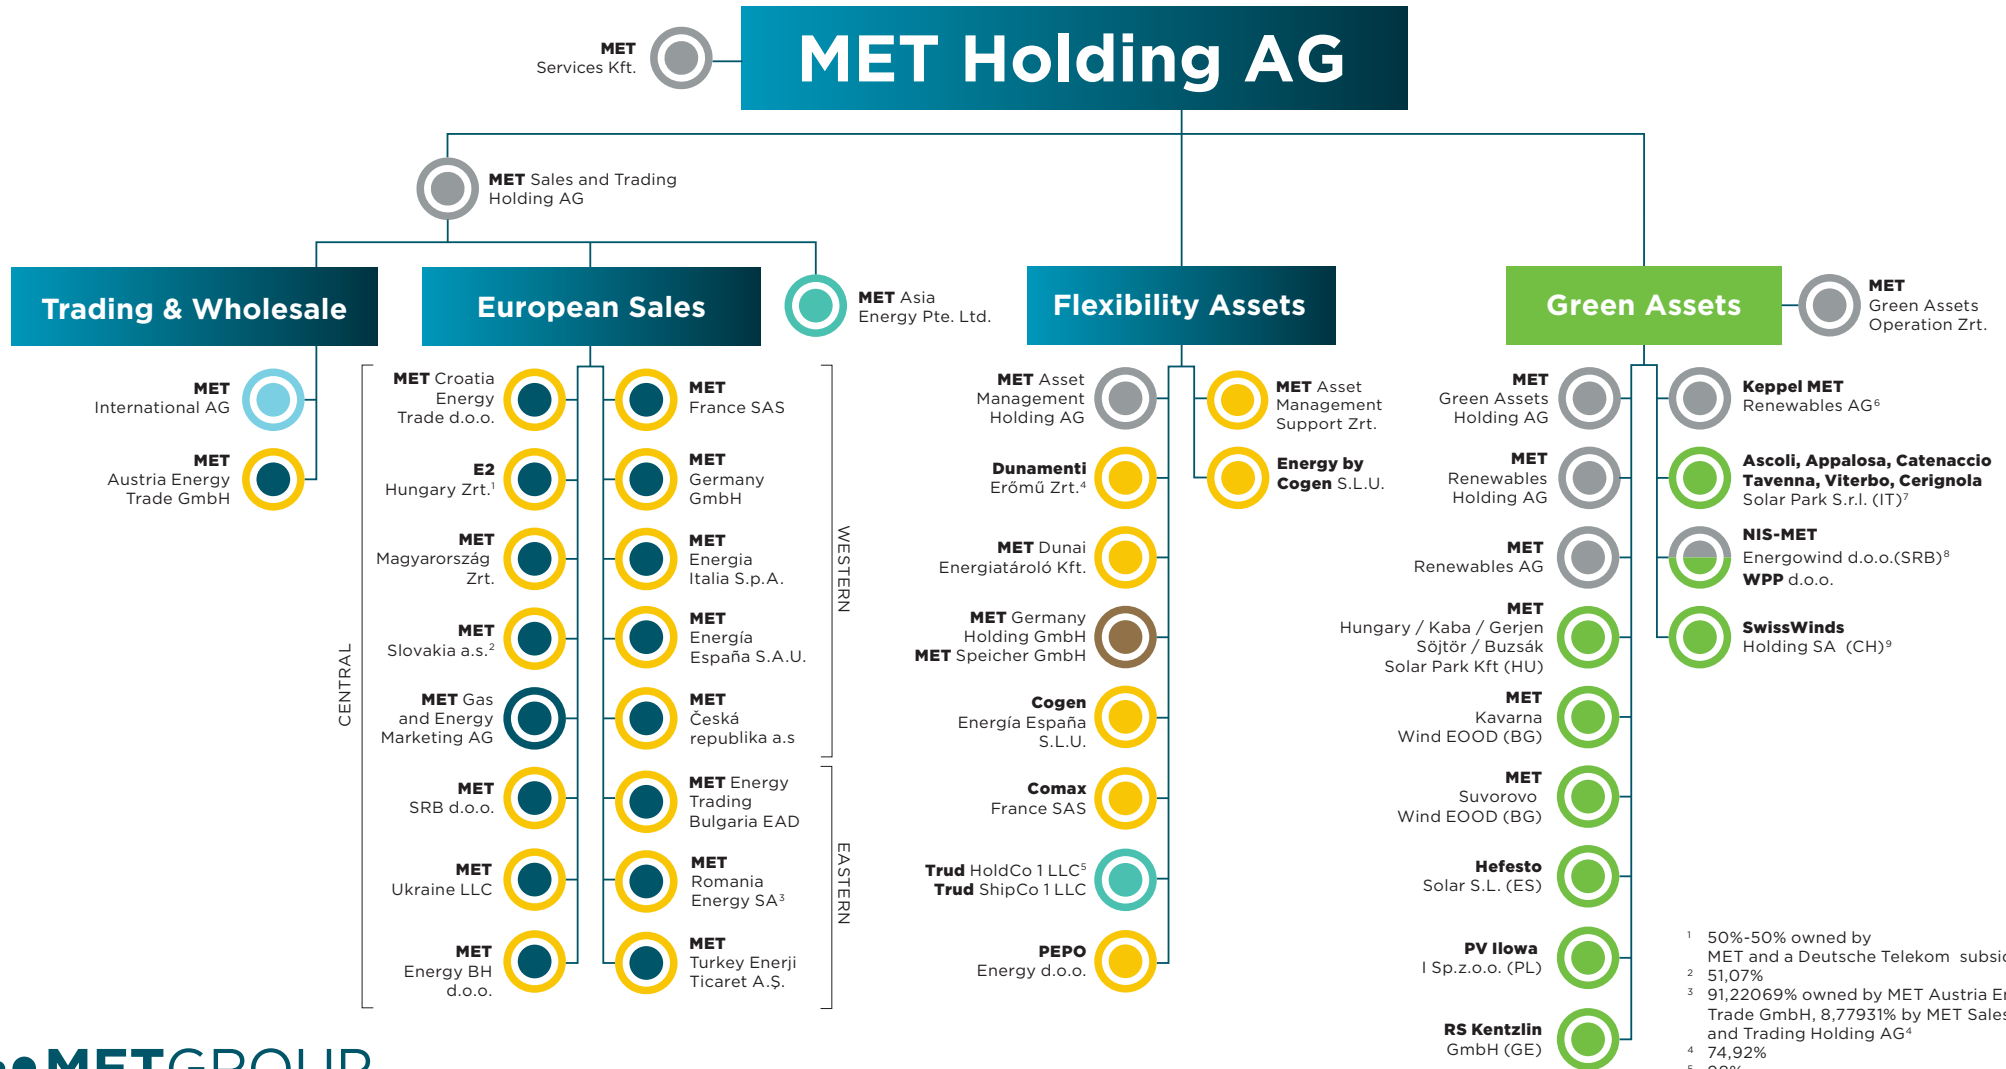 MET
Services Kft.
MET Holding AG
MET Sales and Trading
Holding AG
Trading & Wholesale
European Sales
MET Asia
Energy Pte. Ltd.
Flexibility Assets
Green Assets
MET
Green Assets
Operation Zrt.
MET
International AG
MET
Austria Energy
Trade GmbH
CENTRAL
MET Croatia
Energy
Trade d.o.o.
E2
Hungary Zrt.¹
MET
Magyarország
Zrt.
MET
Slovakia a.s.²
MET Gas
and Energy
Marketing AG
MET
SRB d.o.o.
MET
Ukraine LLC
MET
Energy BH
d.o.o.
MET
France SAS
MET
Germany
GmbH
MET
Energia
Italia S.p.A.
MET
Energía
España S.A.U.
MET
Česká
republika a.s
MET Energy
Trading
Bulgaria EAD
MET
Romania
Energy SA³
MET
Turkey Enerji
Ticaret A.Ş.
WESTERN
EASTERN
MET Asset
Management
Holding AG
Dunamenti
Erőmű Zrt.⁴
MET Dunai
Energiatároló Kft.
MET Germany
Holding GmbH
MET Speicher GmbH
Cogen
Energía España
S.L.U.
Comax
France SAS
Trud HoldCo 1 LLC⁵
Trud ShipCo 1 LLC
PEPO
Energy d.o.o.
MET Asset
Management
Support Zrt.
Energy by
Cogen S.L.U.
MET
Green Assets
Holding AG
MET
Renewables
Holding AG
MET
Renewables AG
MET
Hungary / Kaba / Gerjen
Söjtör / Buzsák
Solar Park Kft (HU)
MET
Kavarna
Wind EOOD (BG)
MET
Suvorovo
Wind EOOD (BG)
Hefesto
Solar S.L. (ES)
PV Ilowa
I Sp.z.o.o. (PL)
RS Kentzlin
GmbH (GE)
Keppel MET
Renewables AG⁶
Ascoli, Appalosa, Catenaccio
Tavenna, Viterbo, Cerignola
Solar Park S.r.l. (IT)⁷
NIS-MET
Energowind d.o.o.(SRB)⁸
WPP d.o.o.
SwissWinds
Holding SA (CH)⁹
¹ 50%-50% owned by
MET and a Deutsche Telekom
² 51,07%
³ 91,22069% owned by MET Austria
Trade GmbH, 8,77931% by MET Sales
and Trading Holding AG⁴
⁴ 74,92%
METGROUP